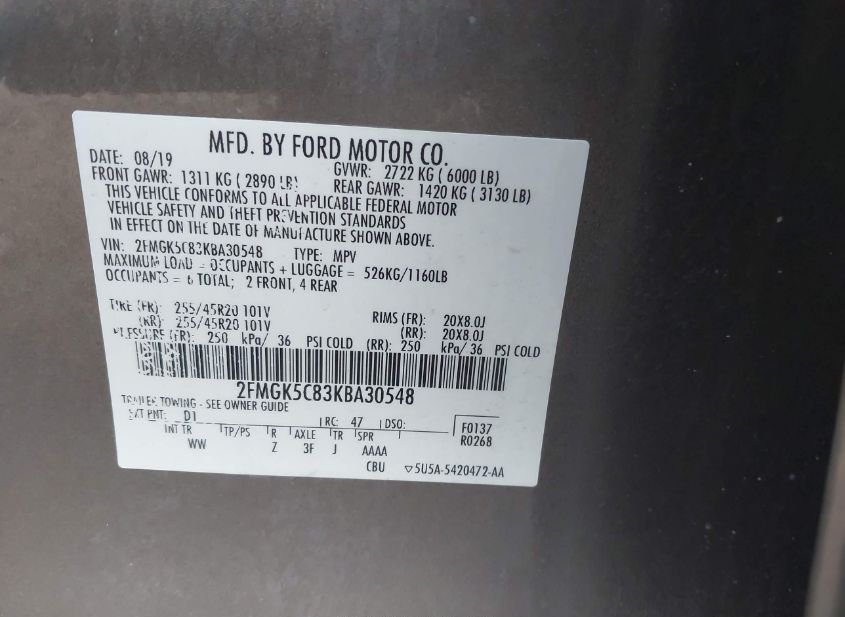 MFD. BY FORD MOTOR CO.
DATE: 08/19 GVWR: 2722 KG ( 6000 LB)
FRONT GAWR: 1311 KG ( 2890 LB) REAR GAWR: 1420 KG ( 3130 LB)
THIS VEHICLE CONFORMS TO ALL APPLICABLE FEDERAL MOTOR
VEHICLE SAFETY AND THEFT PREVENTION STANDARDS
IN EFFECT ON THE DATE OF MANUFACTURE SHOWN ABOVE.
VIN: 2FMGK5C83KBA30548 TYPE: MPV
MAXIMUM LOAD = OCCUPANTS + LUGGAGE = 526KG/1160LB
OCCUPANTS = 6 TOTAL; 2 FRONT, 4 REAR
TIRE (FR): 255/45R20 101V RIMS (FR): 20X8.0J
(RR): 255/45R20 101V (RR): 20X8.0J
PRESSURE (FR): 250 kPa/ 36 PSI COLD (RR): 250 kPa/ 36 PSI COLD
2FMGK5C83KBA30548
TRAILER TOWING - SEE OWNER GUIDE
EXT PNT: D1 RC: 47 DSO: F0137
R0268
INT TR TP/PS R AXLE TR SPR
WW Z 3F J AAAA
CBU ▽5U5A-5420472-AA